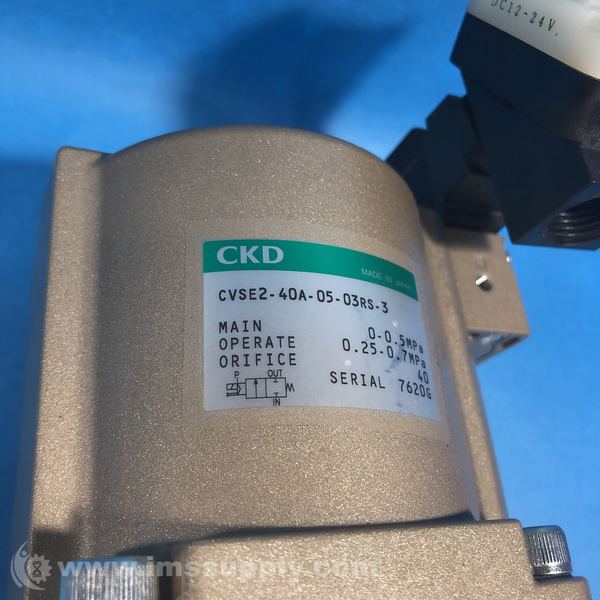 DC12-24V.
CKD
MADE IN JAPAN
CVSE2-40A-05-03RS-3
MAIN 0-0.5MPa
OPERATE 0.25-0.7MPa
ORIFICE 40
SERIAL 7620G
P OUT
IN
www.imssupply.com